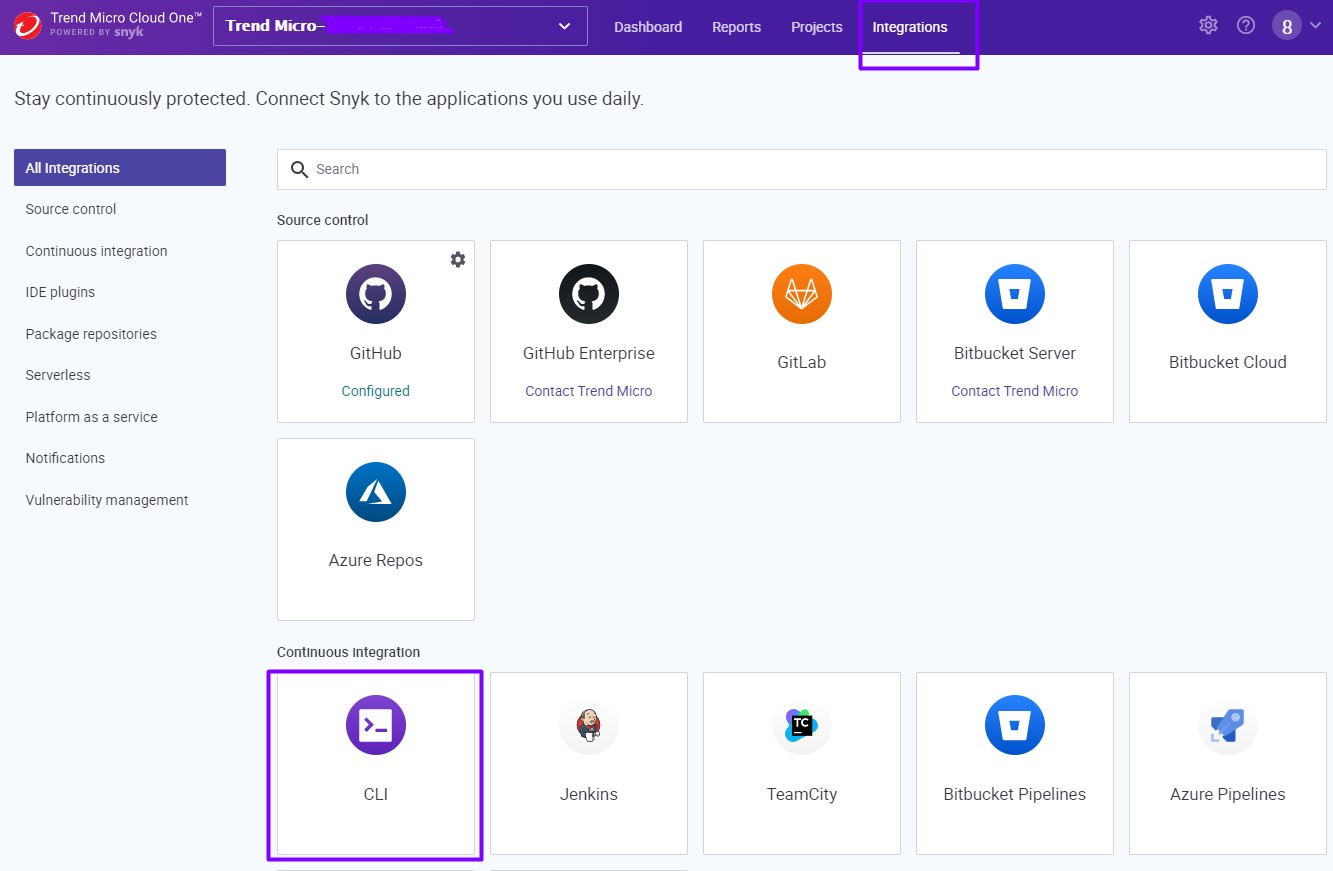 Trend Micro Cloud One™
POWERED BY snyk
Trend Micro-
Dashboard
Reports
Projects
Integrations
8
Stay continuously protected. Connect Snyk to the applications you use daily.
All Integrations
Source control
Continuous integration
IDE plugins
Package repositories
Serverless
Platform as a service
Notifications
Vulnerability management
Search
Source control
GitHub
Configured
GitHub Enterprise
Contact Trend Micro
GitLab
Bitbucket Server
Contact Trend Micro
Bitbucket Cloud
Azure Repos
Continuous integration
CLI
Jenkins
TC
TeamCity
Bitbucket Pipelines
Azure Pipelines